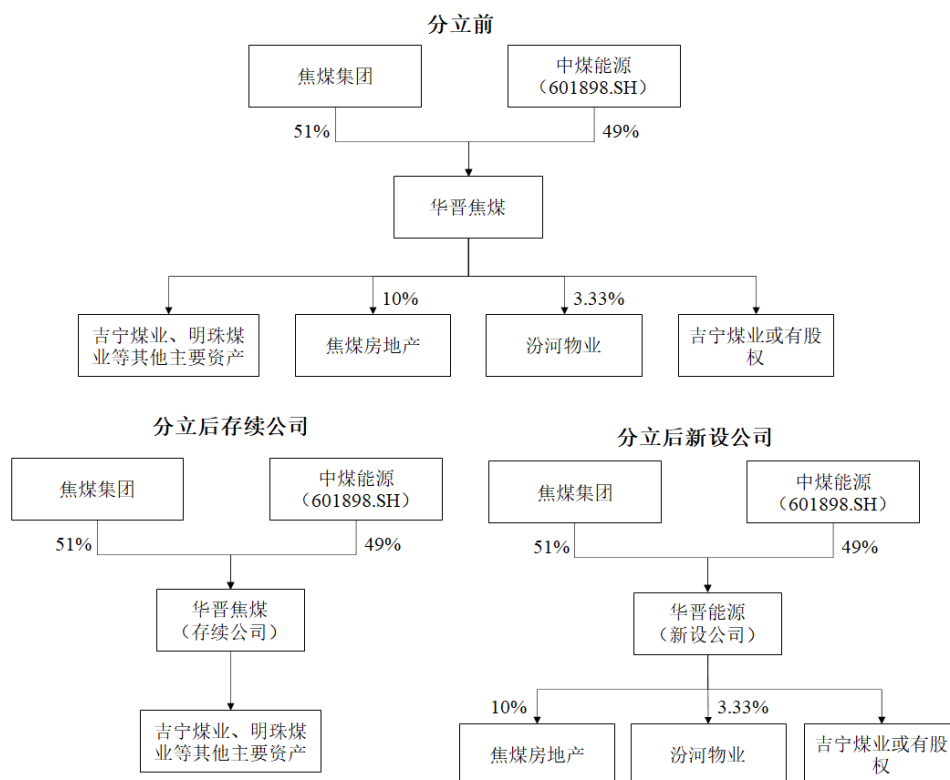 分立前
焦煤集团
中煤能源
（601898.SH）
51%
49%
华晋焦煤
10%
3.33%
吉宁煤业、明珠煤
业等其他主要资产
焦煤房地产
汾河物业
吉宁煤业或有股
权
分立后存续公司
焦煤集团
中煤能源
（601898.SH）
51%
49%
华晋焦煤
（存续公司）
吉宁煤业、明珠煤
业等其他主要资产
分立后新设公司
焦煤集团
中煤能源
（601898.SH）
51%
49%
华晋能源
（新设公司）
10%
3.33%
焦煤房地产
汾河物业
吉宁煤业或有股
权